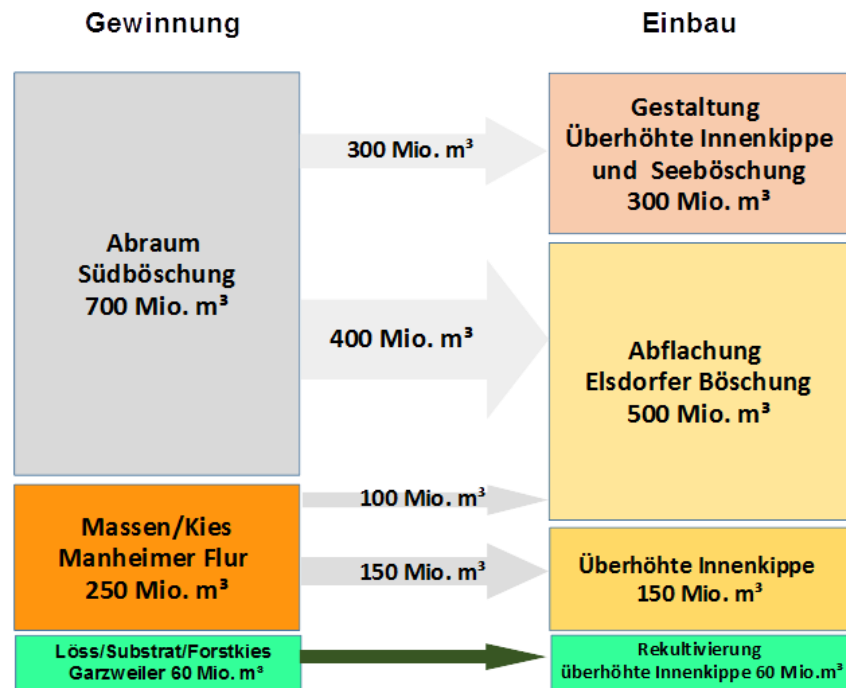 Gewinnung
Einbau
Abraum
Südböschung
700 Mio. m³
300 Mio. m³
Gestaltung
Überhöhte Innenkippe
und Seeböschung
300 Mio. m³
400 Mio. m³
Abflachung
Elsdorfer Böschung
500 Mio. m³
Massen/Kies
Manheimer Flur
250 Mio. m³
100 Mio. m³
150 Mio. m³
Überhöhte Innenkippe
150 Mio. m³
Löss/Substrat/Forstkies
Garzweiler 60 Mio. m³
Rekultivierung
überhöhte Innenkippe 60 Mio.m³